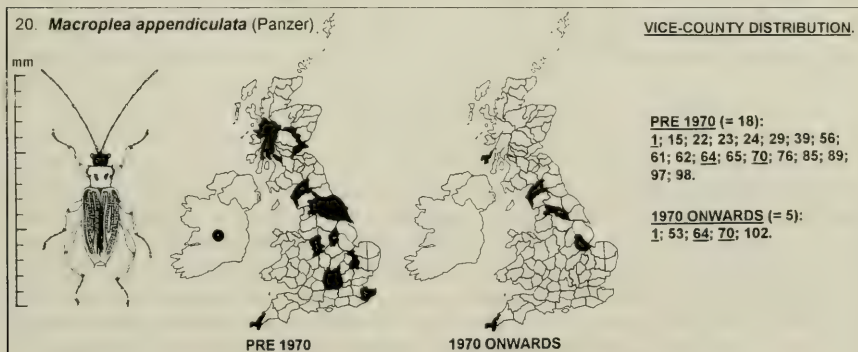 20. Macroplea appendiculata (Panzer).
VICE-COUNTY DISTRIBUTION.
mm
PRE 1970 (= 18):
1; 15; 22; 23; 24; 29; 39; 56;
61; 62; 64; 65; 70; 76; 85; 89;
97; 98.
1970 ONWARDS (= 5):
1; 53; 64; 70; 102.
PRE 1970
1970 ONWARDS